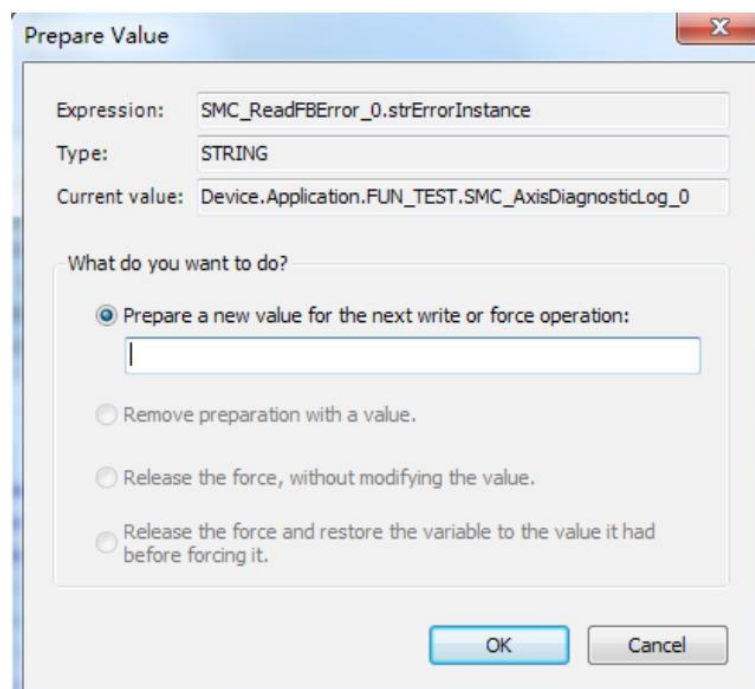 Prepare Value
Expression: SMC_ReadFBError_0.strErrorInstance
Type: STRING
Current value: Device.Application.FUN_TEST.SMC_AxisDiagnosticLog_0
What do you want to do?
Prepare a new value for the next write or force operation:
Remove preparation with a value.
Release the force, without modifying the value.
Release the force and restore the variable to the value it had
before forcing it.
OK Cancel